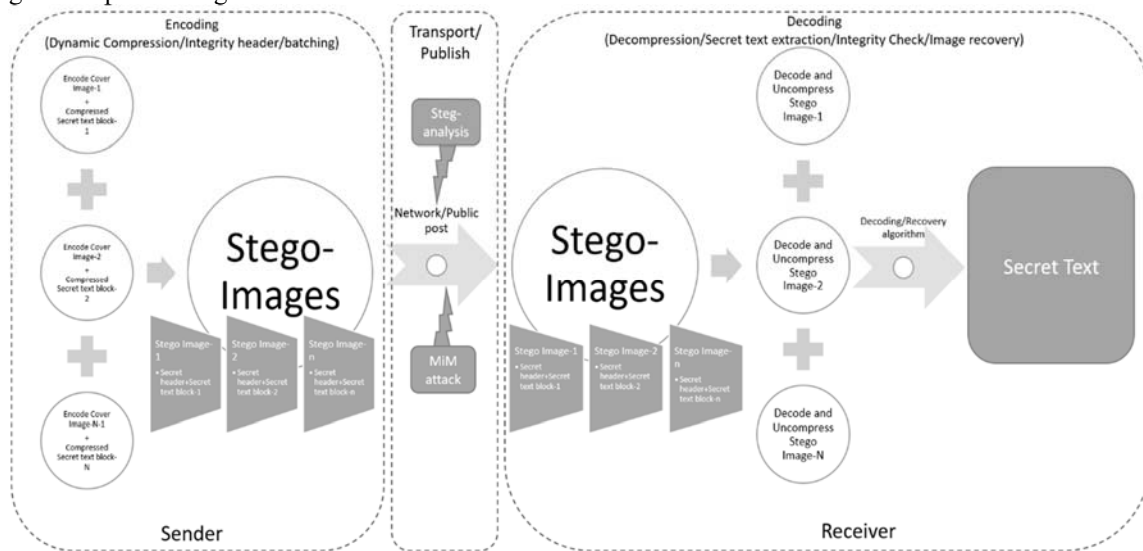 Encoding
(Dynamic Compression/Integrity header/batching)
Encode Cover
Image-1
+
Compressed
Secret text block-
1
Encode Cover
Image-2
+
Compressed
Secret text block-
2
Encode Cover
Image-N-1
+
Compressed
Secret text block-
N
Stego-
Images
Stego Image-
1
• Secret
header+Secret
text block-1
Stego Image-
2
• Secret
header+Secret
text block-2
Stego Image-
n
• Secret
header+Secret
text block-n
Sender
Transport/
Publish
Steg-
analysis
Network/Public
post
MiM
attack
Decoding
(Decompression/Secret text extraction/Integrity Check/Image recovery)
Stego-
Images
Stego Image-1
• Secret
header+Secret
text block-1
Stego Image-2
• Secret
header+Secret
text block-2
Stego Image-
n
• Secret
header+Secret
text block-n
Decode and
Uncompress
Stego
Image-1
Decode and
Uncompress
Stego
Image-2
Decode and
Uncompress
Stego
Image-N
Decoding/Recovery
algorithm
Secret Text
Receiver